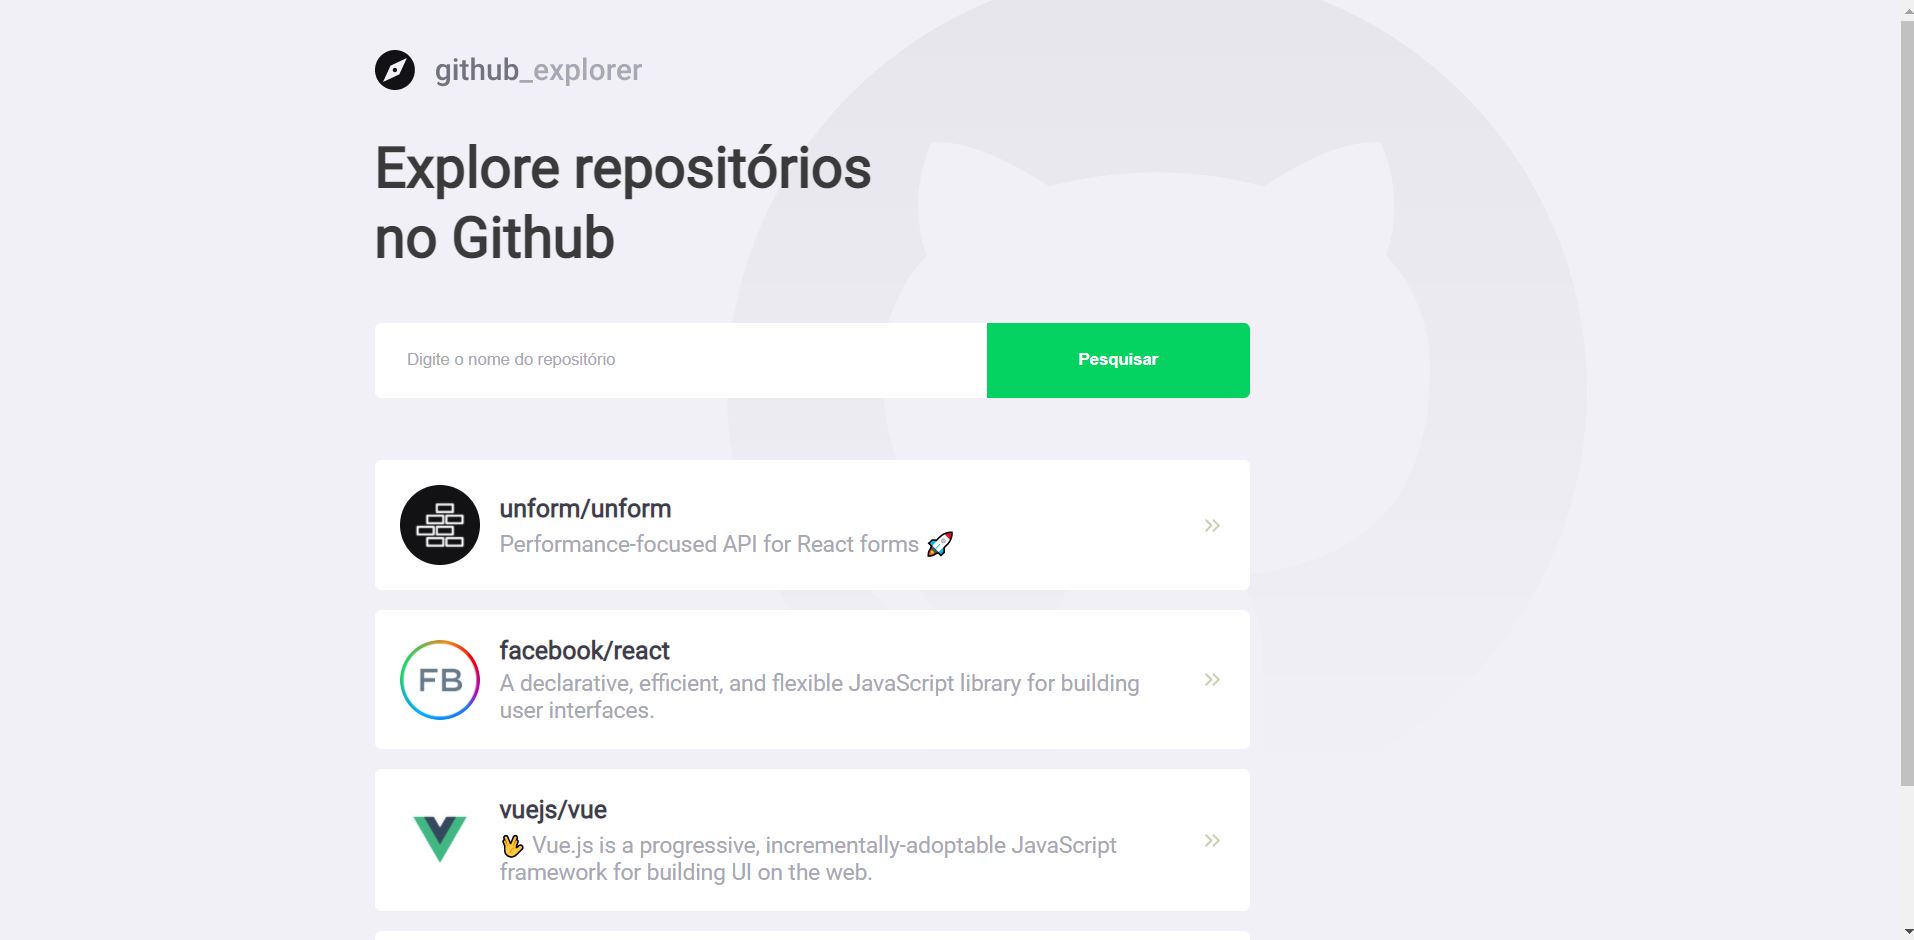 github_explorer
Explore repositórios
no Github
Digite o nome do repositório
Pesquisar
unform/unform
Performance-focused API for React forms 🚀
FB
facebook/react
A declarative, efficient, and flexible JavaScript library for building
user interfaces.
vuejs/vue
🖖 Vue.js is a progressive, incrementally-adoptable JavaScript
framework for building UI on the web.